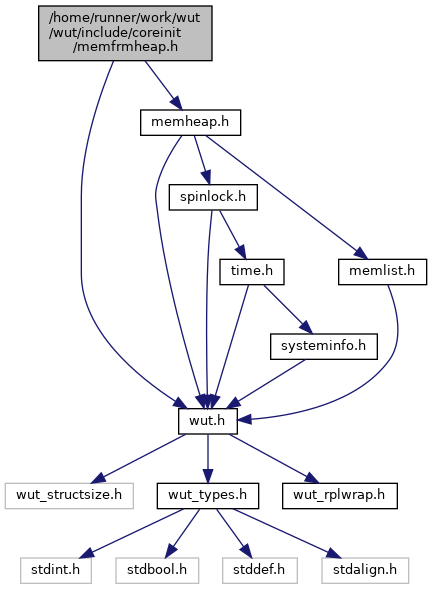 /home/runner/work/wut
/wut/include/coreinit
/memfrmheap.h
memheap.h
spinlock.h
time.h
memlist.h
systeminfo.h
wut.h
wut_structsize.h
wut_types.h
wut_rplwrap.h
stdint.h
stdbool.h
stddef.h
stdalign.h